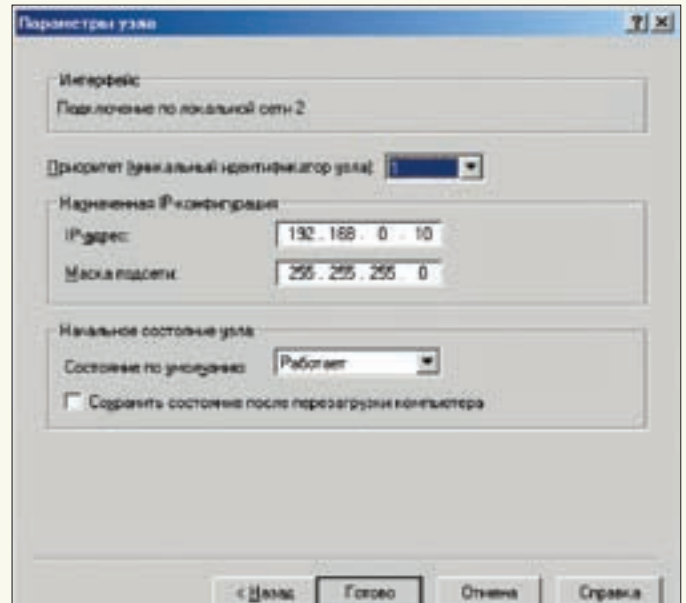 Параметры узла
Интерфейс
Подключение по локальной сети 2
Приоритет (уникальный идентификатор узла): 1
Назначенная IP-конфигурация
IP-адрес: 192 . 168 . 0 . 10
Маска подсети: 255 . 255 . 255 . 0
Начальное состояние узла
Состояние по умолчанию: Работает
Сохранить состояние после перезагрузки компьютера
< Назад Готово Отмена Справка